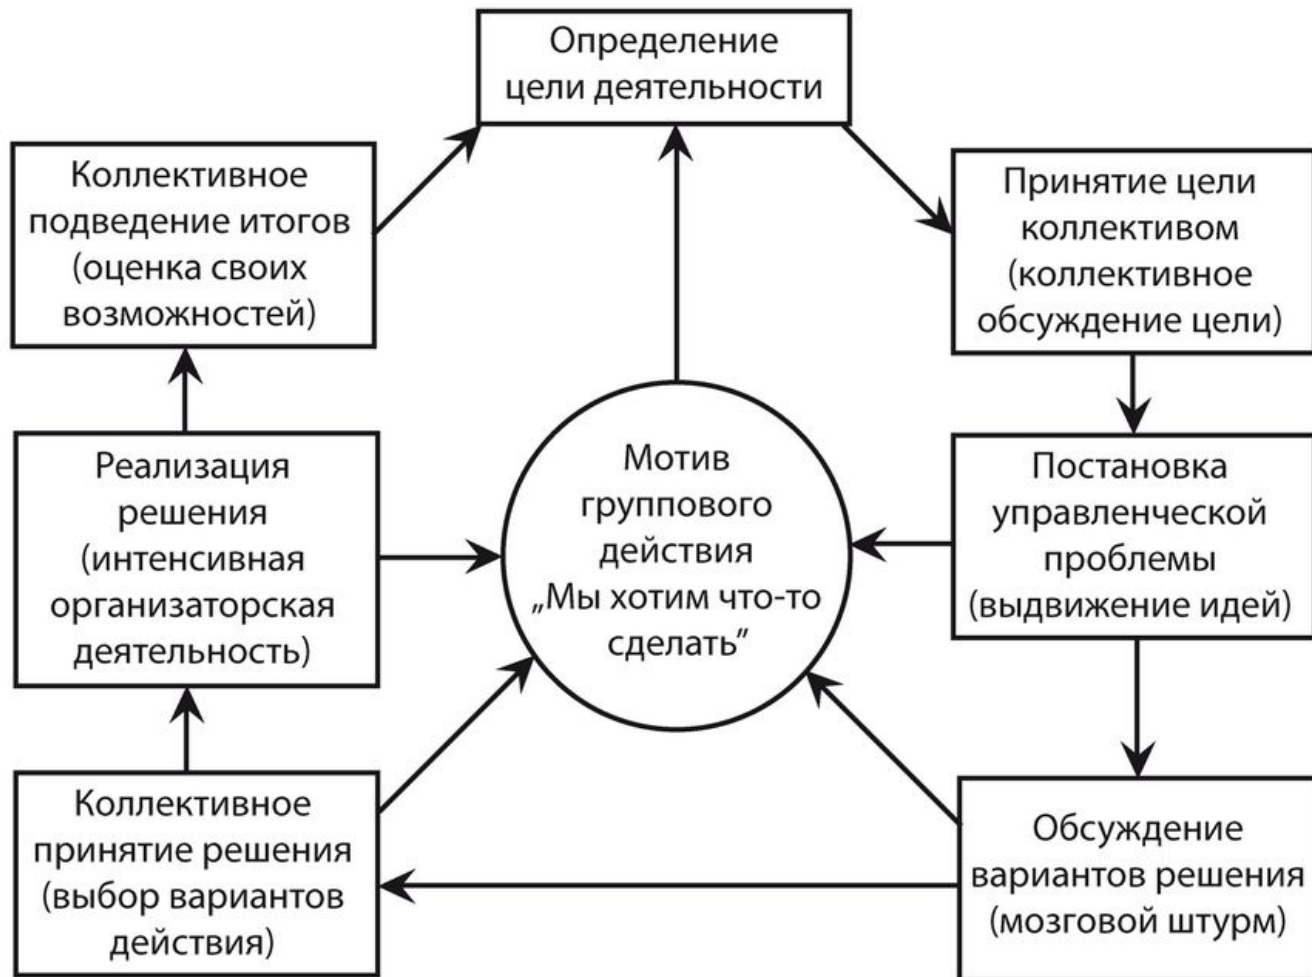 Определение
цели деятельности
Коллективное
подведение итогов
(оценка своих
возможностей)
Принятие цели
коллективом
(коллективное
обсуждение цели)
Реализация
решения
(интенсивная
организаторская
деятельность)
Мотив
группового
действия
„Мы хотим что-то
сделать”
Постановка
управленческой
проблемы
(выдвижение идей)
Коллективное
принятие решения
(выбор вариантов
действия)
Обсуждение
вариантов решения
(мозговой штурм)